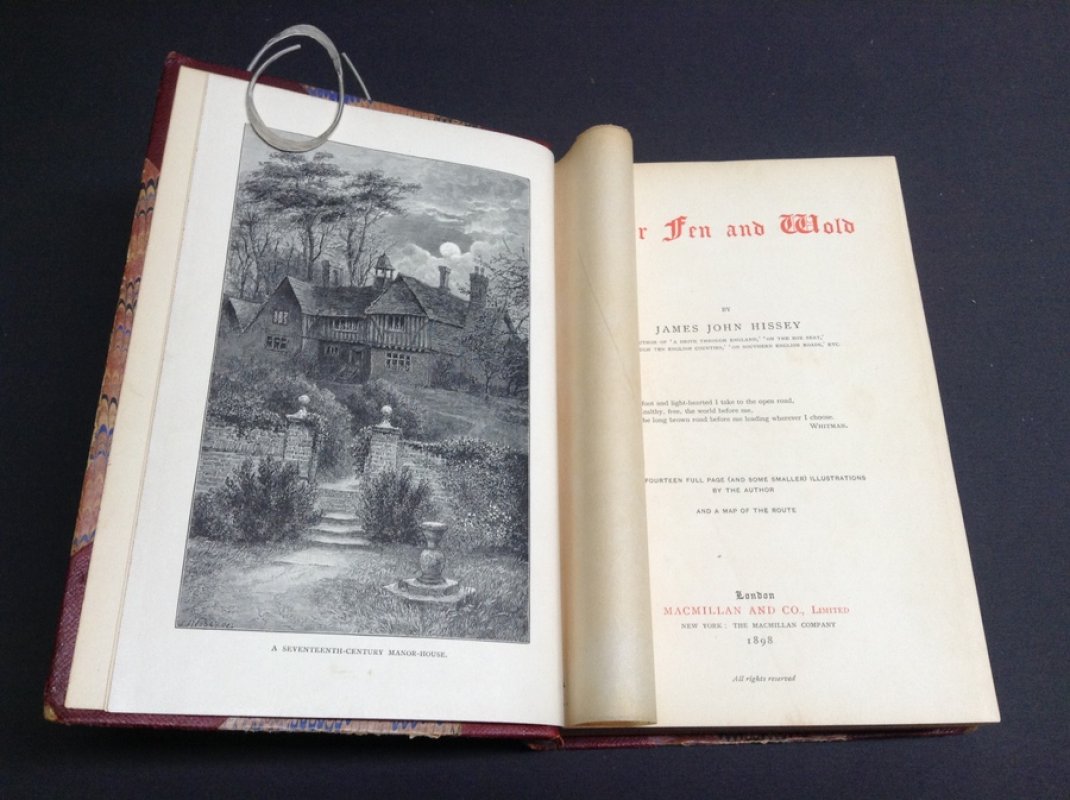 A SEVENTEENTH-CENTURY MANOR-HOUSE.
r Fen and Wold
BY
JAMES JOHN HISSEY
OF 'A DRIVE THROUGH ENGLAND,' 'ON THE BOX SEAT,'
TEN ENGLISH COUNTIES,' 'ON SOUTHERN ENGLISH ROADS,' ETC.
foot and light-hearted I take to the open road,
ealthy, free, the world before me,
he long brown road before me leading wherever I choose.
WHITMAN.
FOURTEEN FULL PAGE (AND SOME SMALLER) ILLUSTRATIONS
BY THE AUTHOR
AND A MAP OF THE ROUTE
London
MACMILLAN AND CO., LIMITED
NEW YORK: THE MACMILLAN COMPANY
1898
All rights reserved